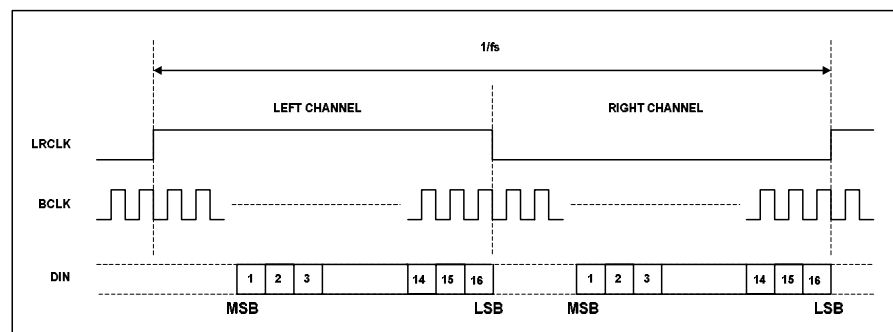 1/fs
LEFT CHANNEL RIGHT CHANNEL
LRCLK
BCLK
DIN 1 2 3 14 15 16 1 2 3 14 15 16
MSB LSB MSB LSB